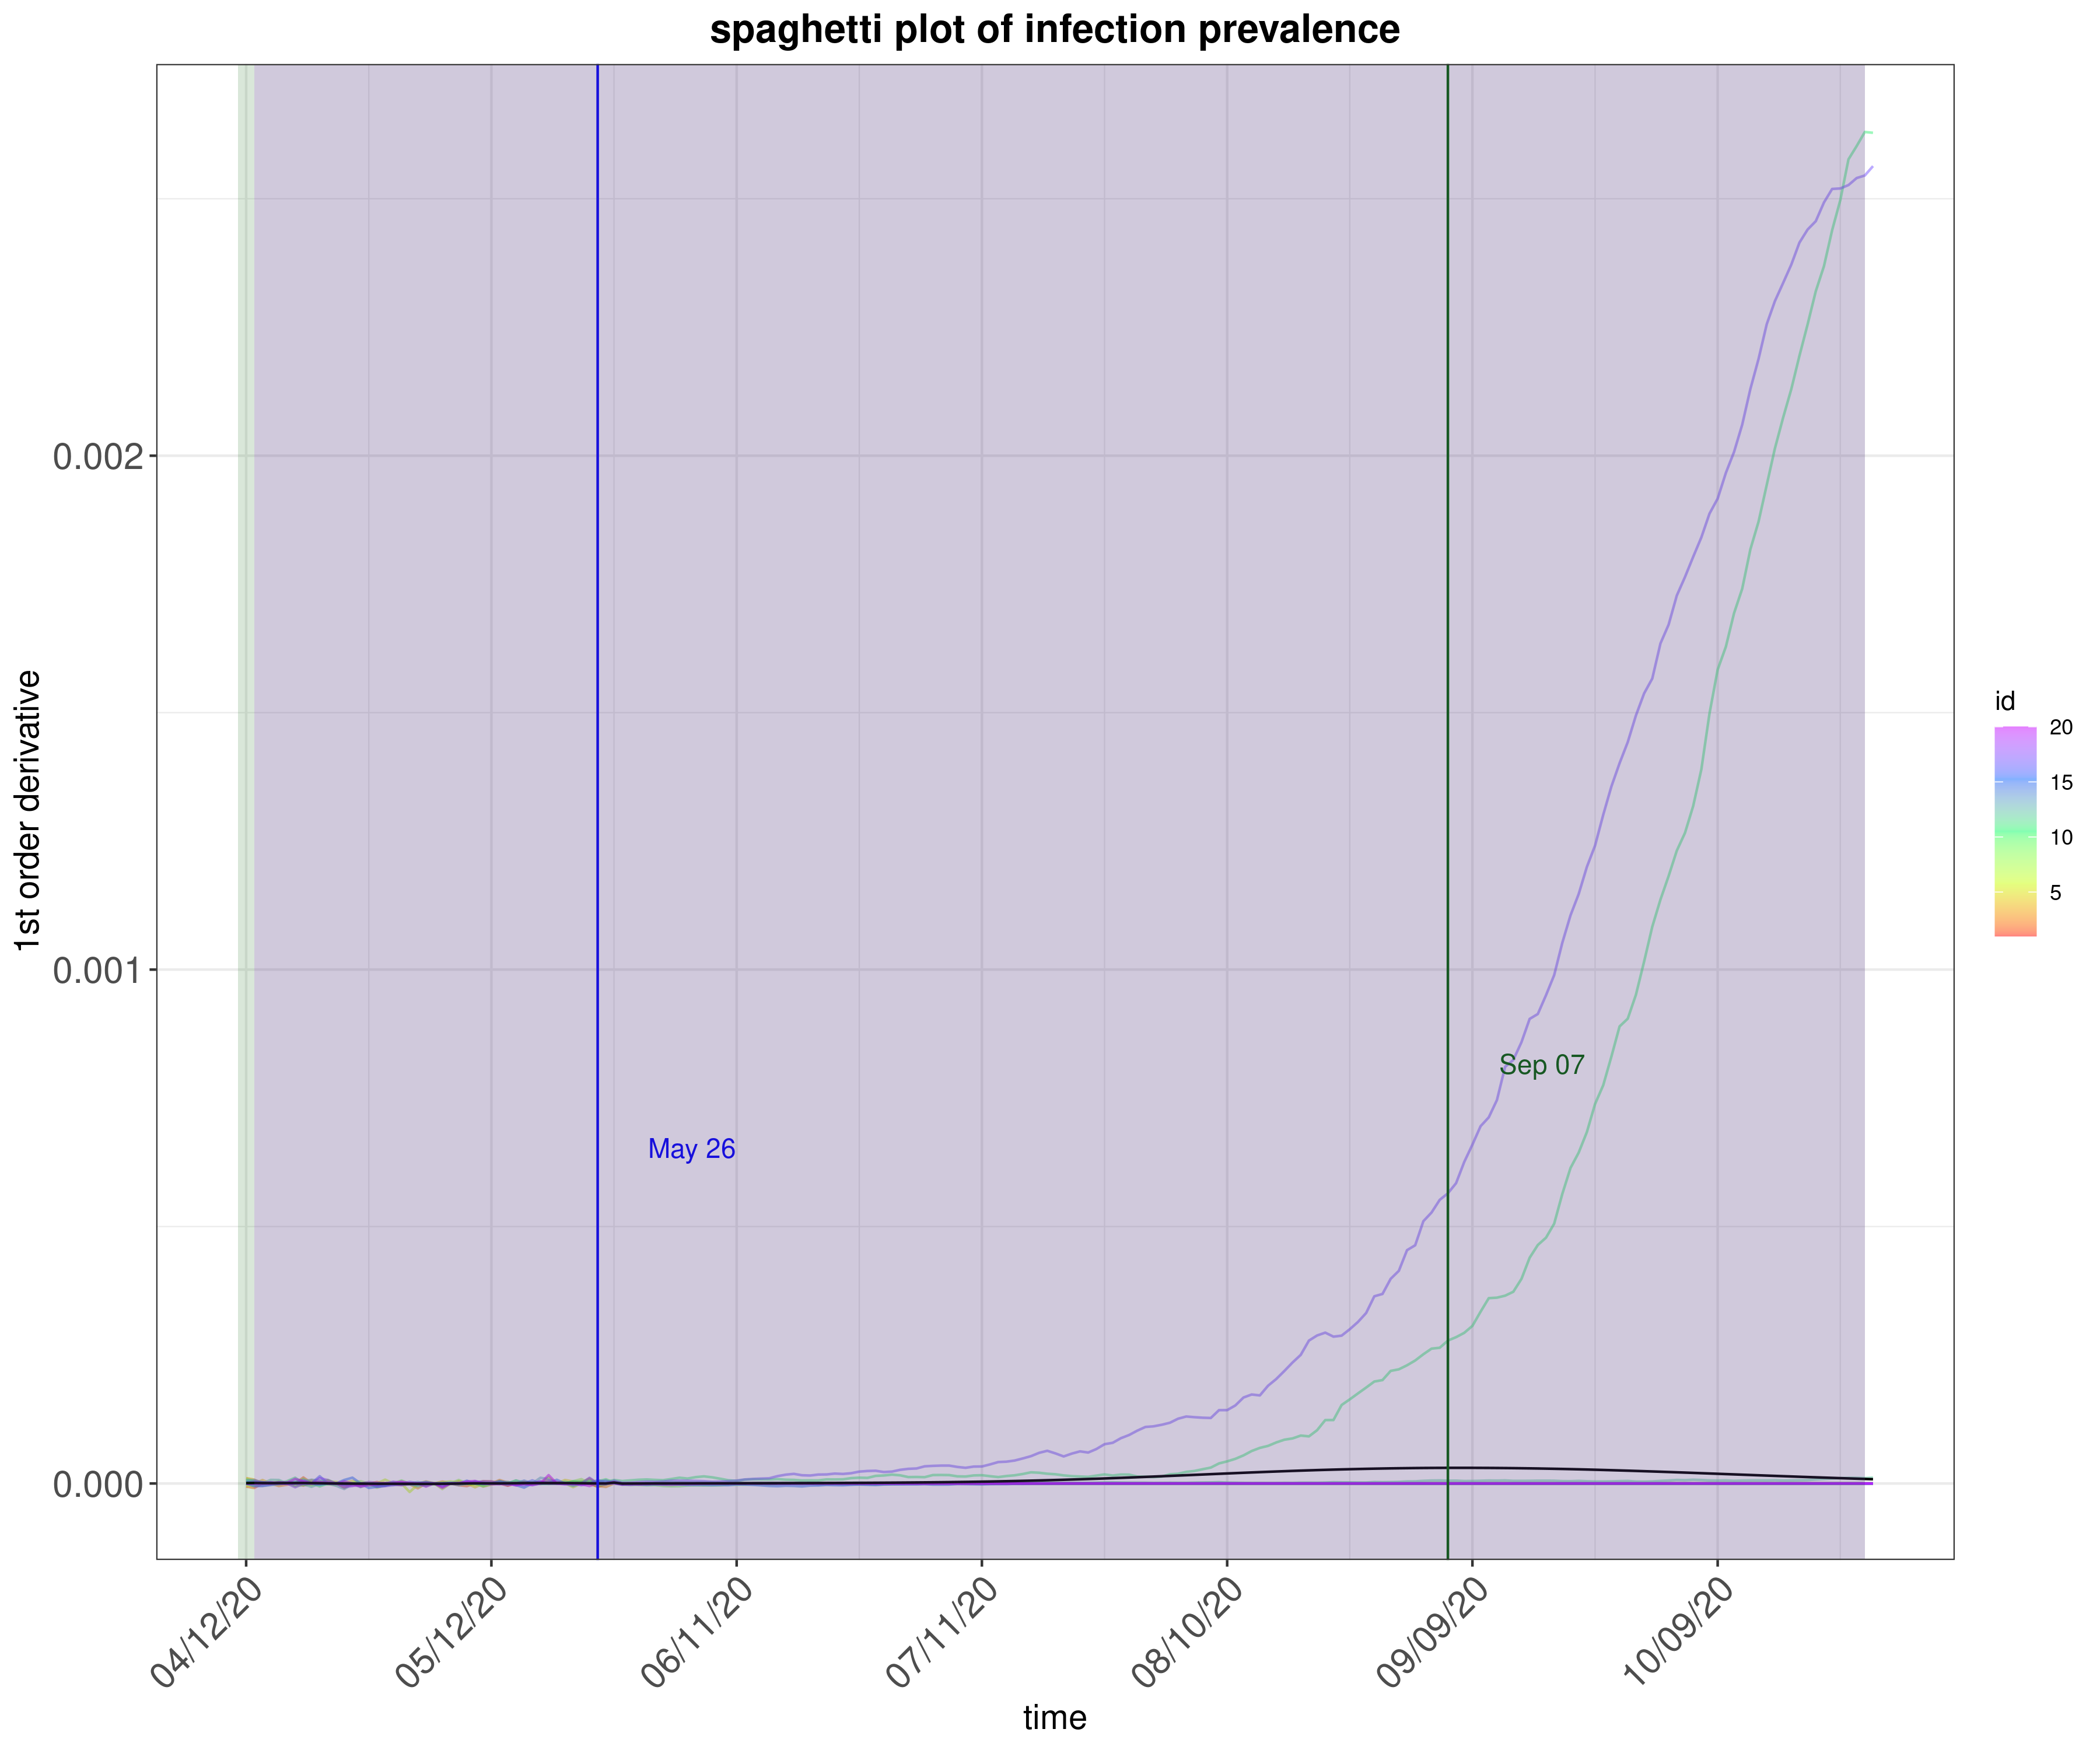 spaghetti plot of infection prevalence
1st order derivative
0.002
0.001
0.000
May 26
Sep 07
04/12/20
05/12/20
06/11/20
07/11/20
08/10/20
09/09/20
10/09/20
time
id
20
15
10
5